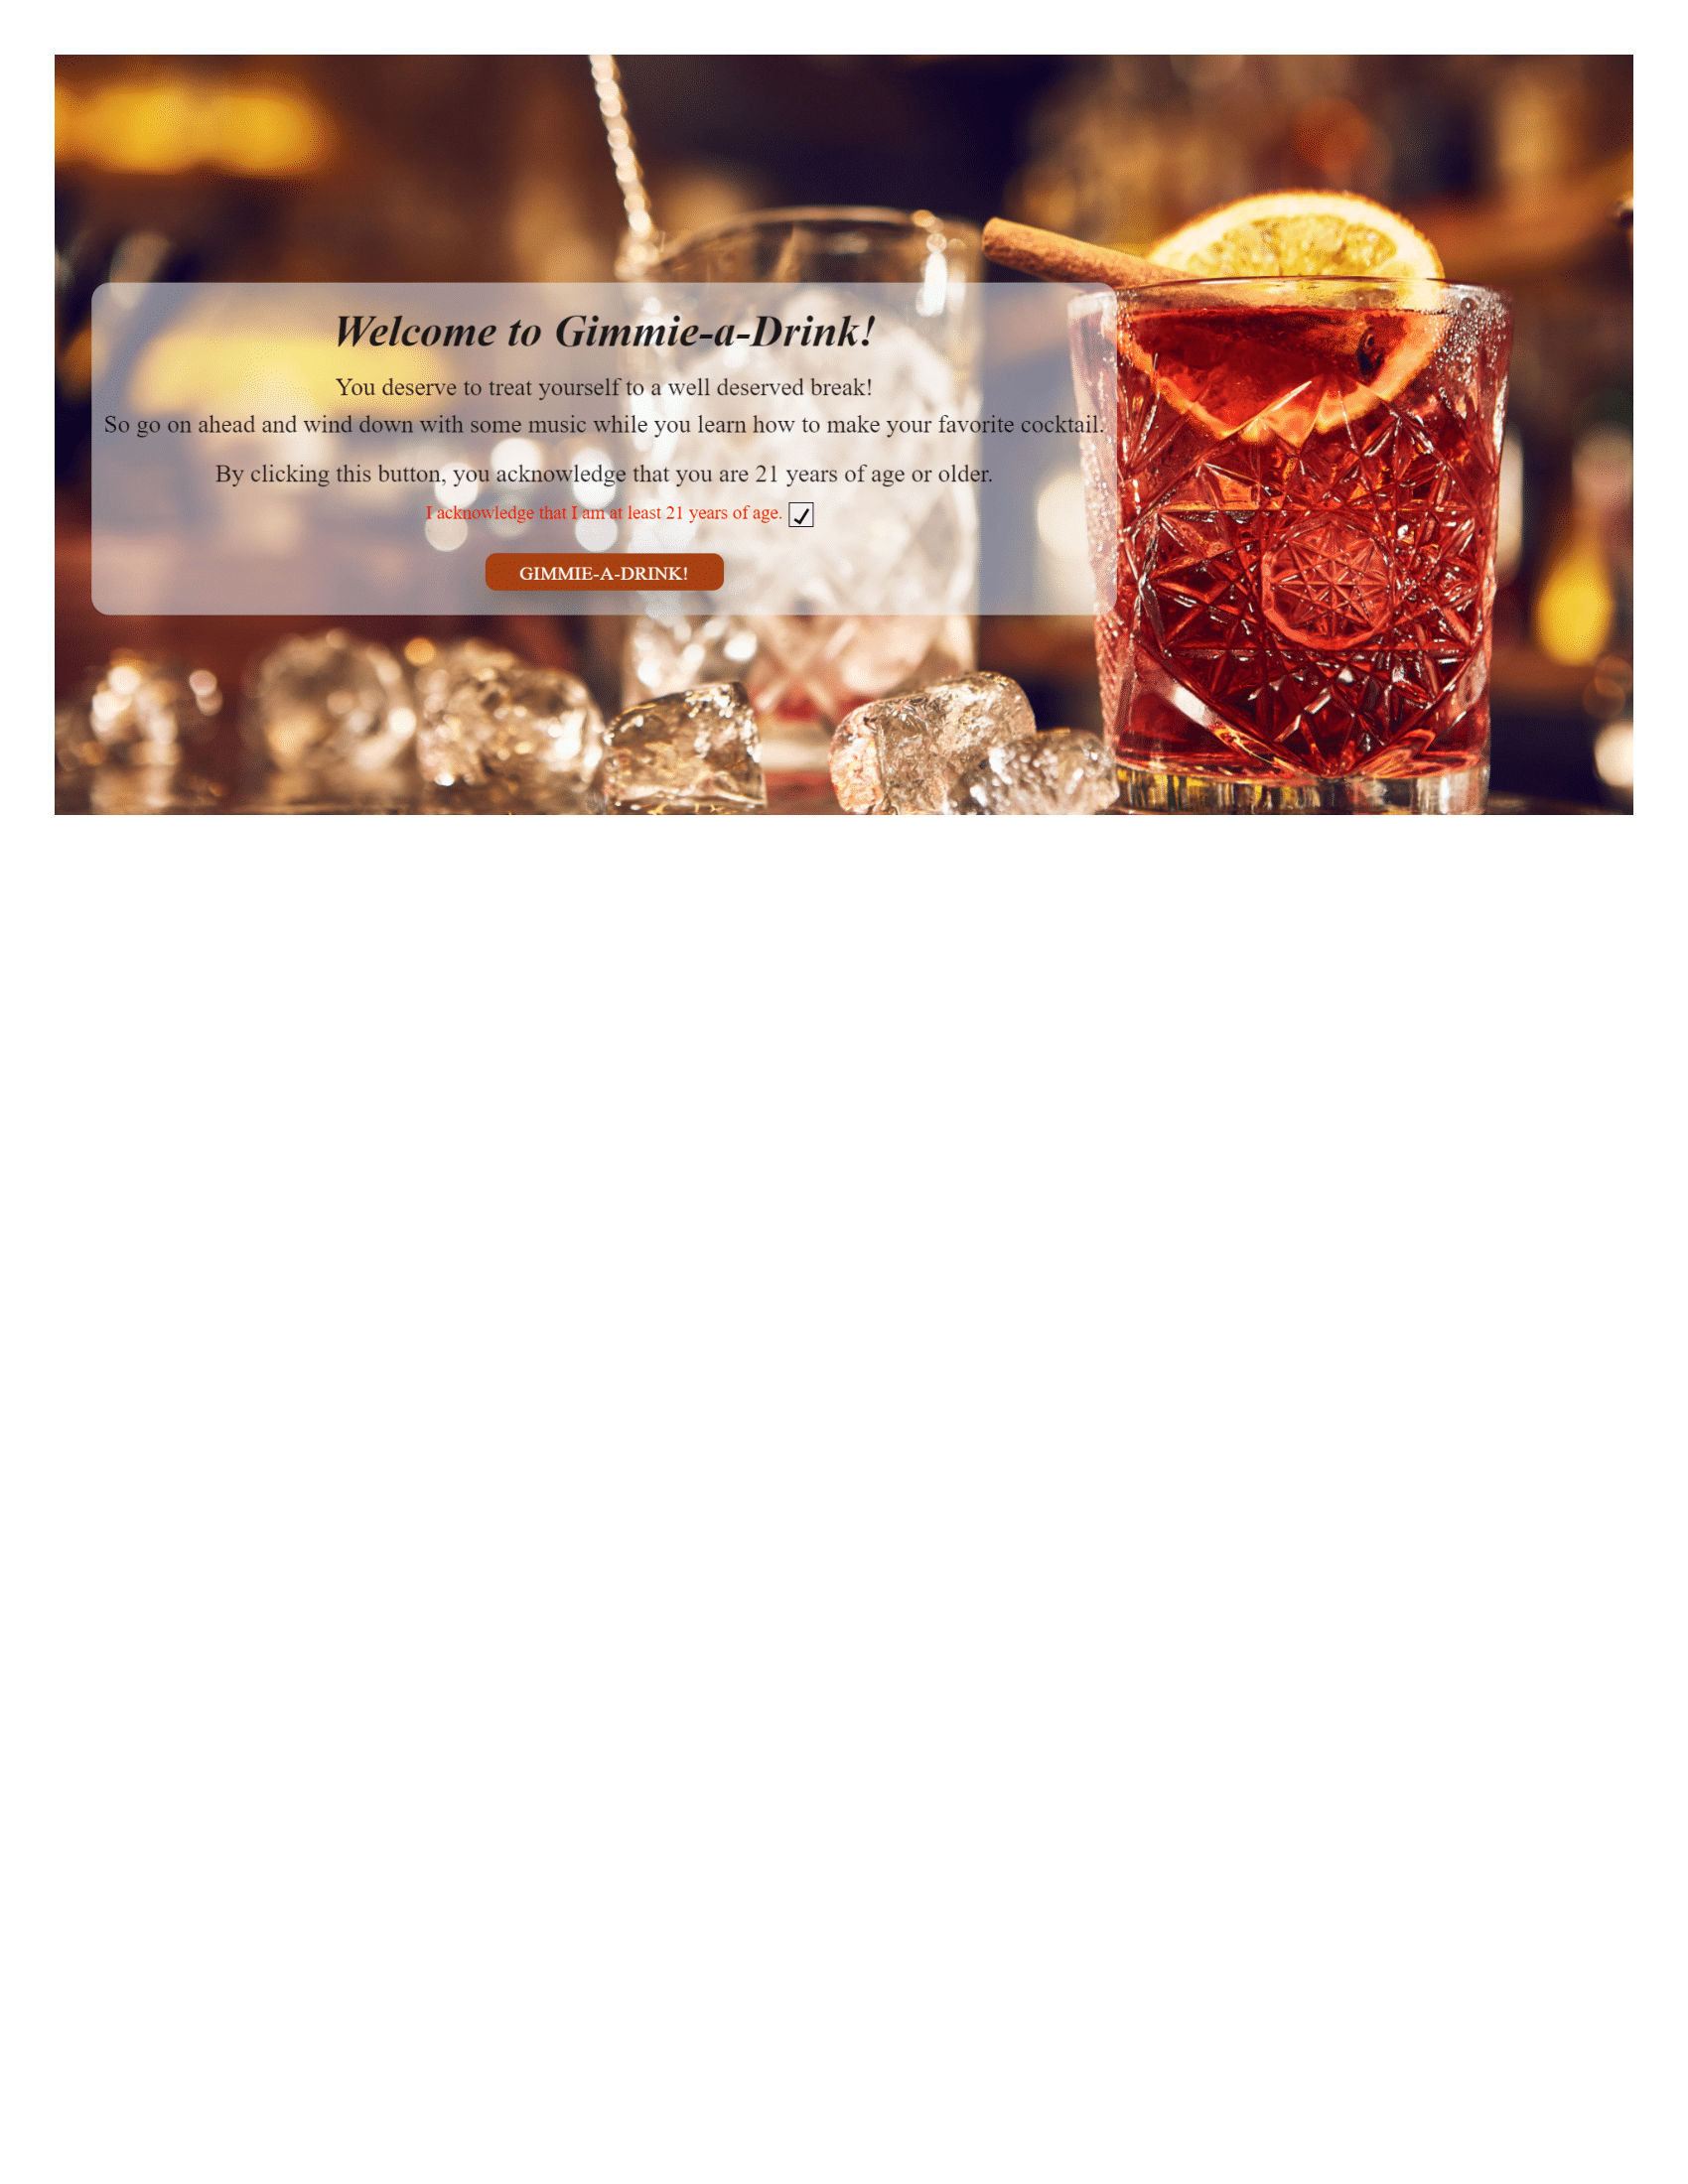 Welcome to Gimmie-a-Drink!
You deserve to treat yourself to a well deserved break!
So go on ahead and wind down with some music while you learn how to make your favorite cocktail.
By clicking this button, you acknowledge that you are 21 years of age or older.
I acknowledge that I am at least 21 years of age.
GIMMIE-A-DRINK!